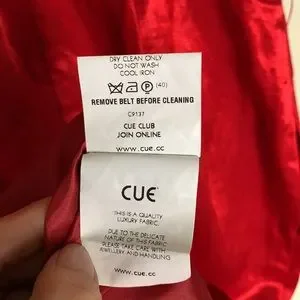 DRY CLEAN ONLY
DO NOT WASH
COOL IRON
P (40)
REMOVE BELT BEFORE CLEANING
C9137
CUE CLUB
JOIN ONLINE
www.cue.cc
CUE
THIS IS A QUALITY
LUXURY FABRIC.
DUE TO THE DELICATE
NATURE OF THIS FABRIC
PLEASE TAKE CARE WITH
JEWELLERY AND HANDLING
www.cue.cc